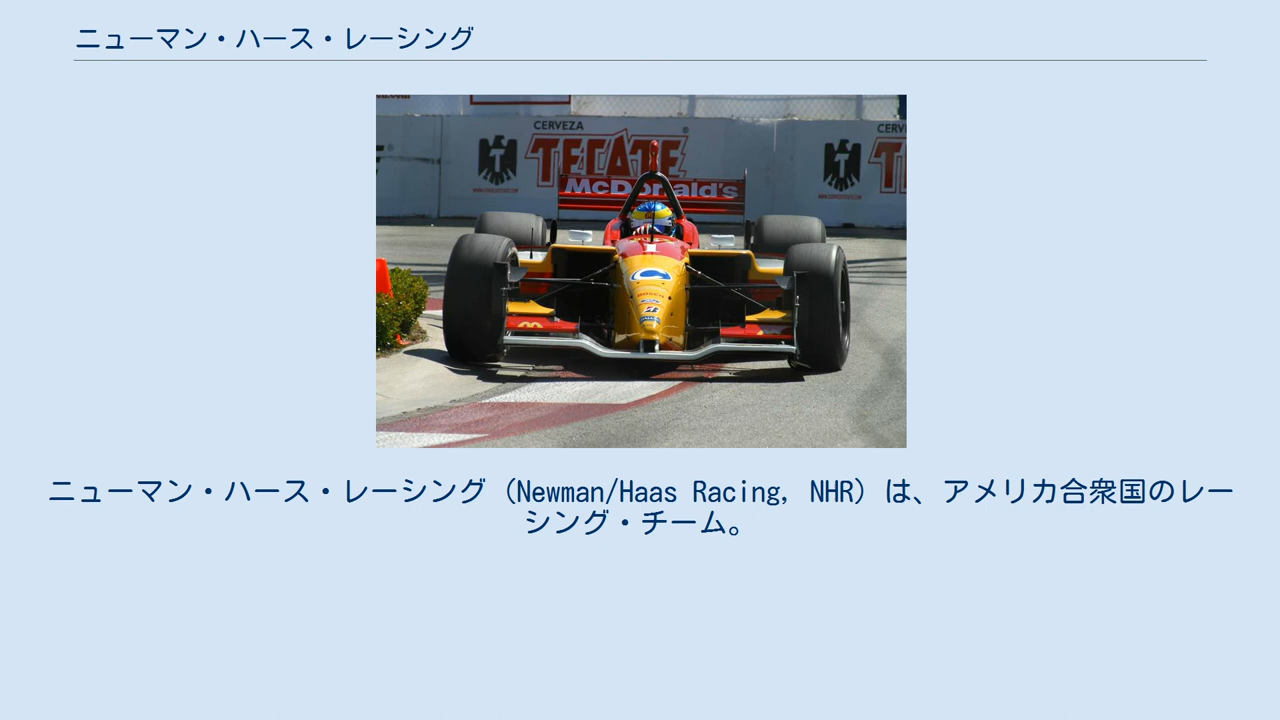 ニューマン・ハース・レーシング
CERVEZA
TECATE
CERV
McDonald's
T
BOSCH
ニューマン・ハース・レーシング（Newman/Haas Racing, NHR）は、アメリカ合衆国のレー
シング・チーム。